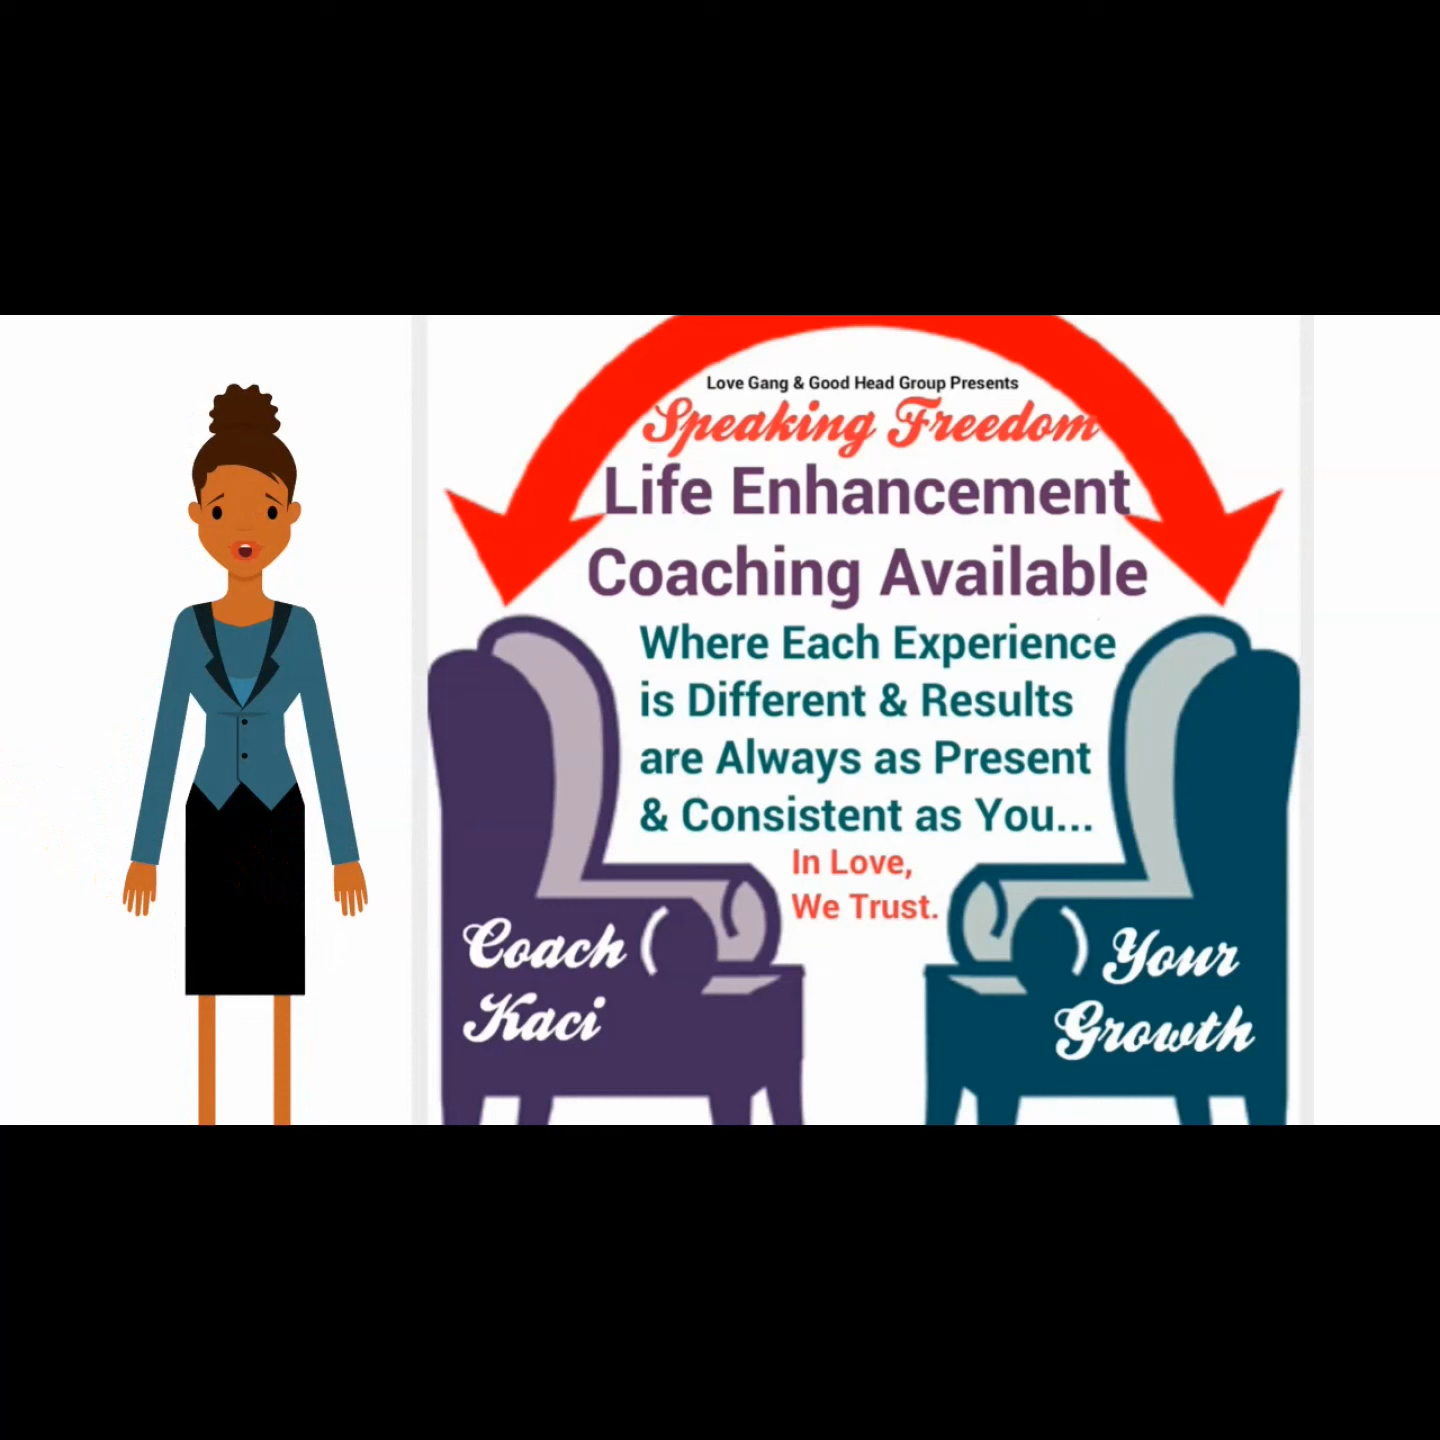 Love Gang & Good Head Group Presents
Speaking Freedom
Life Enhancement
Coaching Available
Where Each Experience
is Different & Results
are Always as Present
& Consistent as You...
In Love,
We Trust.
Coach
Kaci
Your
Growth